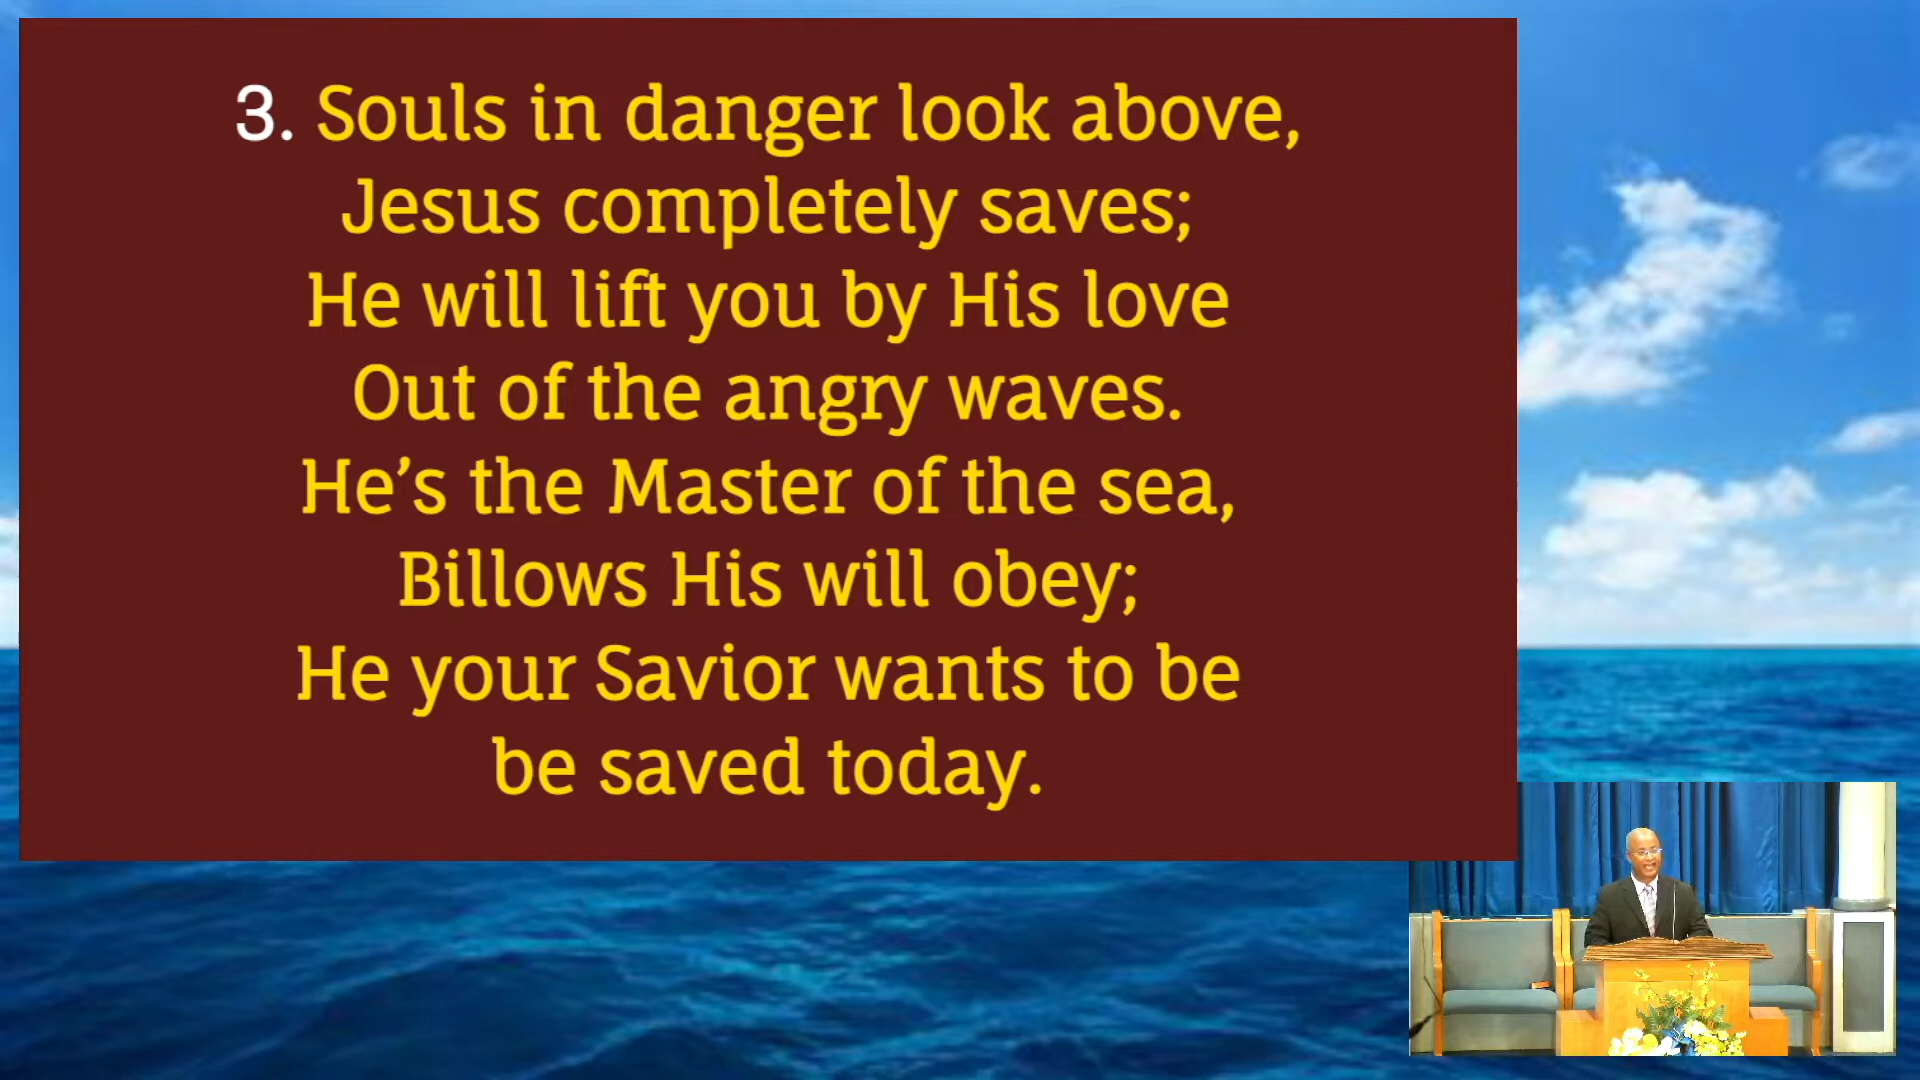 3. Souls in danger look above,
Jesus completely saves;
He will lift you by His love
Out of the angry waves.
He’s the Master of the sea,
Billows His will obey;
He your Savior wants to be
be saved today.